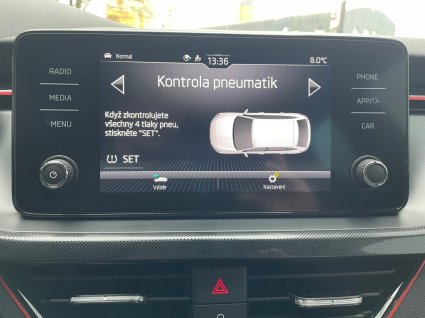 Normal 13:36 8.0°C
RADIO
MEDIA
MENU
Kontrola pneumatik
Když zkontrolujete
všechny 4 tlaky pneu,
stiskněte "SET".
SET
Výběr
Nastavení
PHONE
APP/
CAR